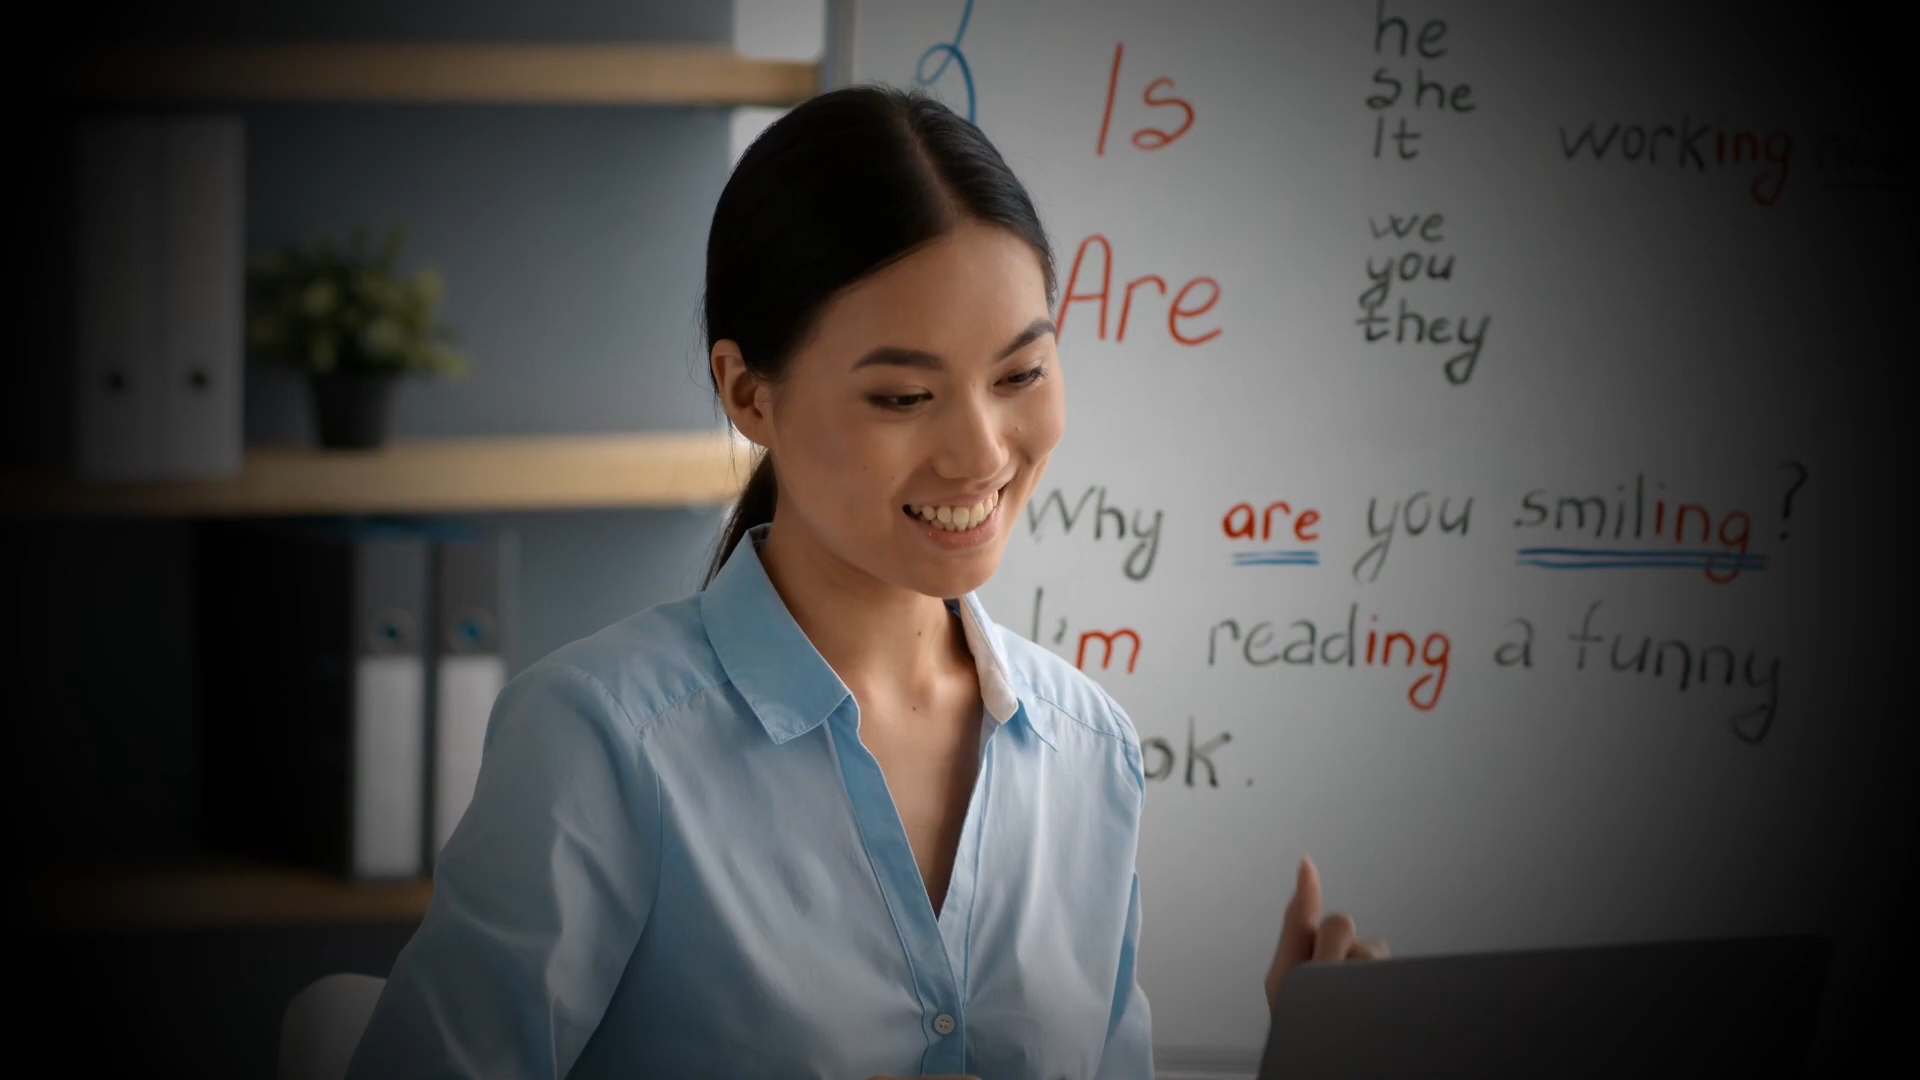 he
she
Is
It
working
we
you
Are
they
Why are you smiling?
I'm reading a funny
ok.